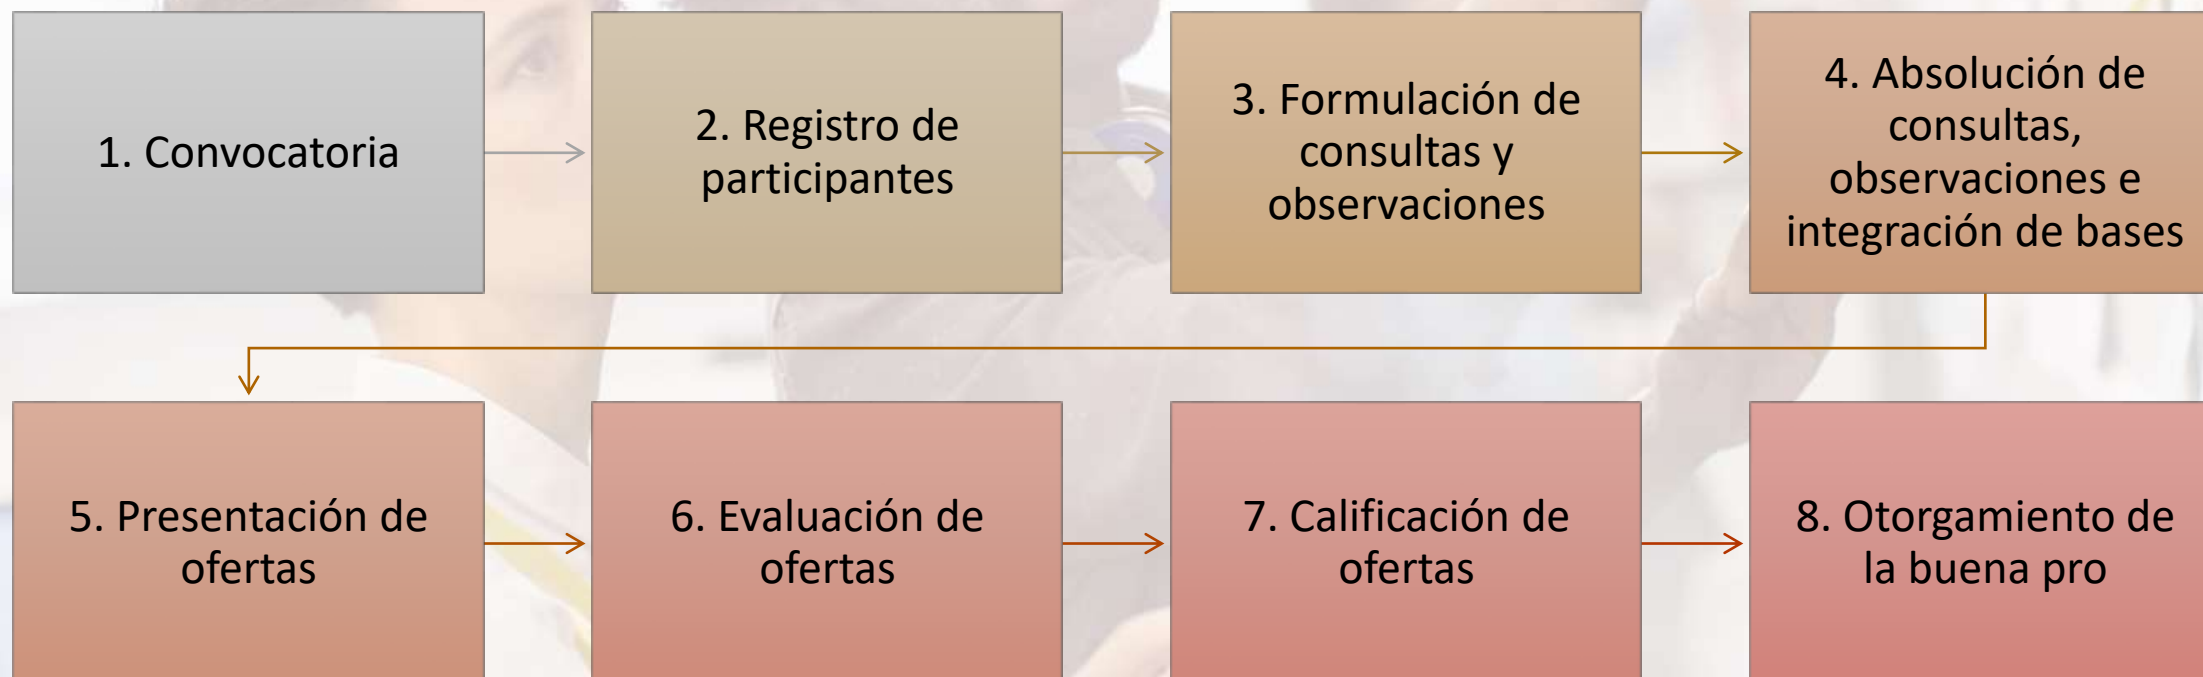 1. Convocatoria
2. Registro de
participantes
3. Formulación de
consultas y
observaciones
4. Absolución de
consultas,
observaciones e
integración de bases
5. Presentación de
ofertas
6. Evaluación de
ofertas
7. Calificación de
ofertas
8. Otorgamiento de
la buena pro